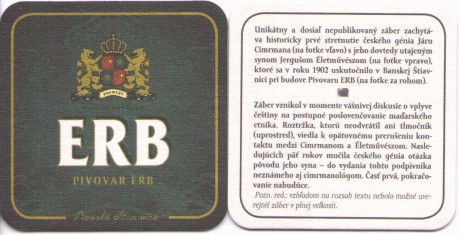 BREWERY
ERB
PIVOVAR ERB
Banská Štiavnica
Unikátny a dosiaľ nepublikovaný záber zachytá-
va historicky prvé stretnutie českého génia Járu
Cimrmana (na fotke vľavo) s jeho dovtedy utajeným
synom Jergušom Életművészom (na fotke vpravo),
ktoré sa v roku 1902 uskutočnilo v Banskej Štiav-
nici pri budove Pivovaru ERB (na fotke za rohom).
Záber vznikol v momente vášnivej diskusie o vplyve
češtiny na postupné poslovenčovanie maďarského
etnika. Roztržka, ktorú neodvrátil ani tlmočník
(uprostred), viedla k opätovnému prerušeniu kon-
taktu medzi Cimrmanom a Életművészom. Nasle-
dujúcich päť rokov mučila českého génia otázka
pôvodu jeho syna – do vydania tohto podpivníka
neznámeho aj cimrmanológom. Časť prvá, pokračo-
vanie nabudúce.
Pozn. red.: vzhľadom na rozsah textu nebolo možné uve-
rejniť záber v plnej veľkosti.